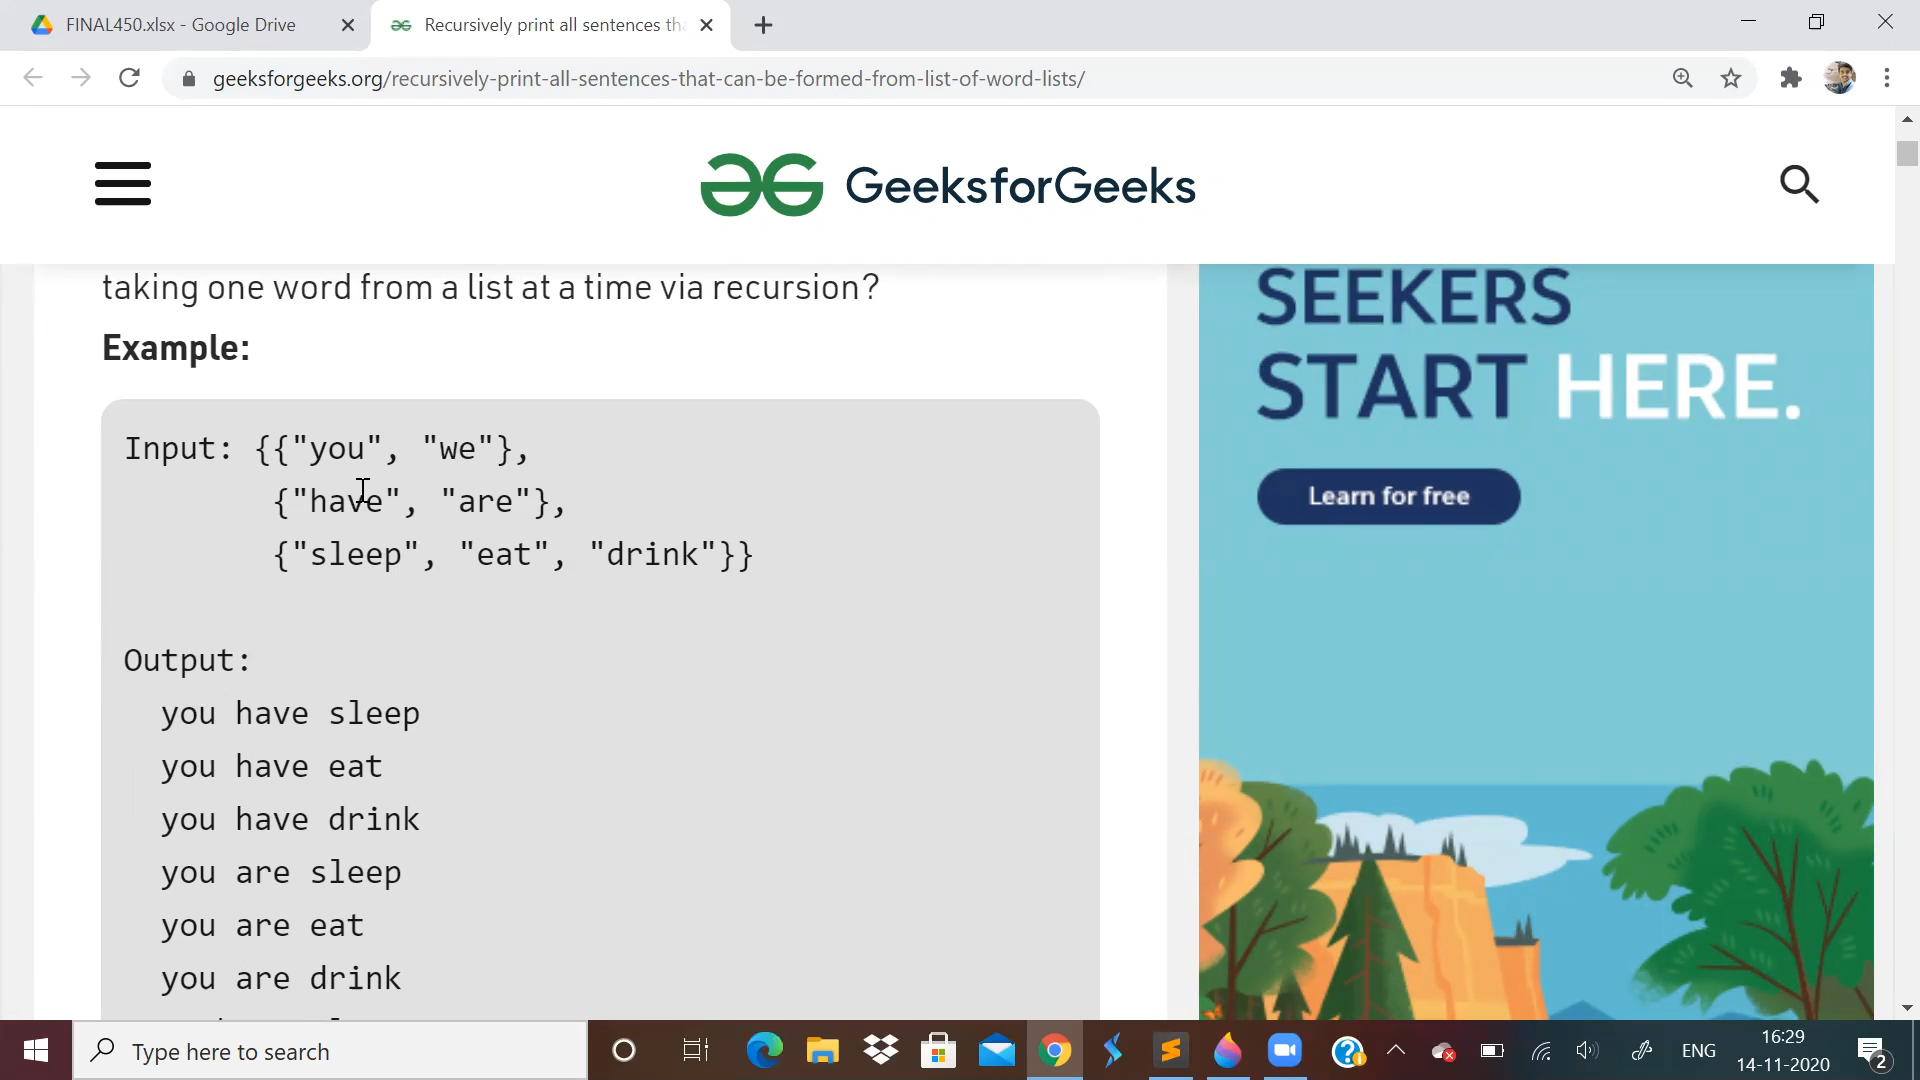 FINAL450.xlsx - Google Drive
Recursively print all sentences th
geeksforgeeks.org/recursively-print-all-sentences-that-can-be-formed-from-list-of-word-lists/
GeeksforGeeks
taking one word from a list at a time via recursion?
Example:
Input: {{"you", "we"},
{"have", "are"},
{"sleep", "eat", "drink"}}
Output:
you have sleep
you have eat
you have drink
you are sleep
you are eat
you are drink
SEEKERS
START HERE.
Learn for free
Type here to search
ENG
16:29
14-11-2020
2